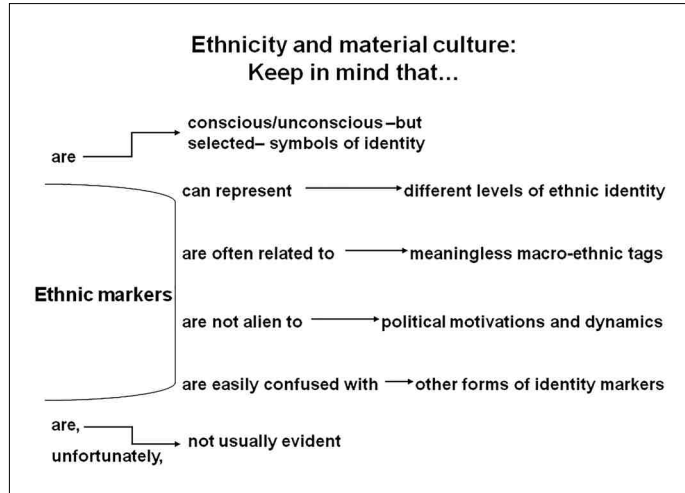 Ethnicity and material culture:
Keep in mind that…
are
conscious/unconscious –but
selected– symbols of identity
can represent
different levels of ethnic identity
are often related to
meaningless macro-ethnic tags
Ethnic markers
are not alien to
political motivations and dynamics
are easily confused with
other forms of identity markers
are,
unfortunately,
not usually evident